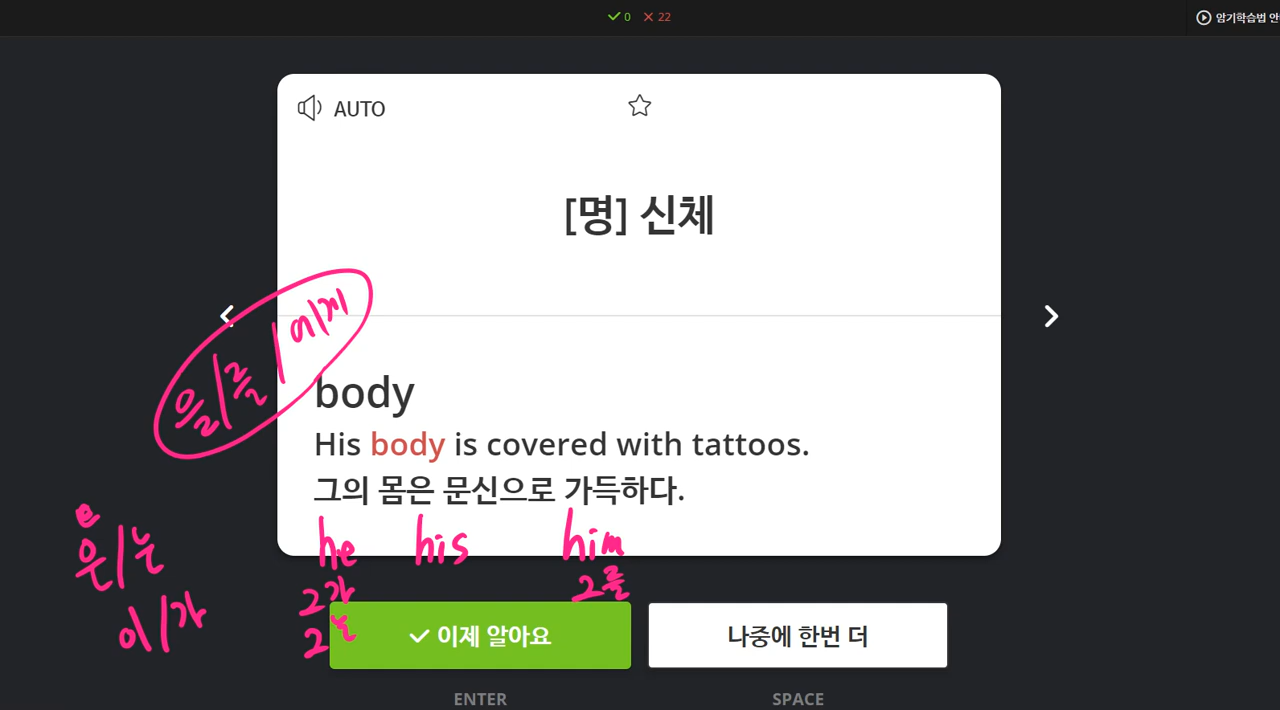 0 22
암기학습법 안
AUTO
[명] 신체
을/를/에게
body
His body is covered with tattoos.
그의 몸은 문신으로 가득하다.
은/는
이/가
he his him
그가
그는
그를
이제 알아요
나중에 한번 더
ENTER
SPACE